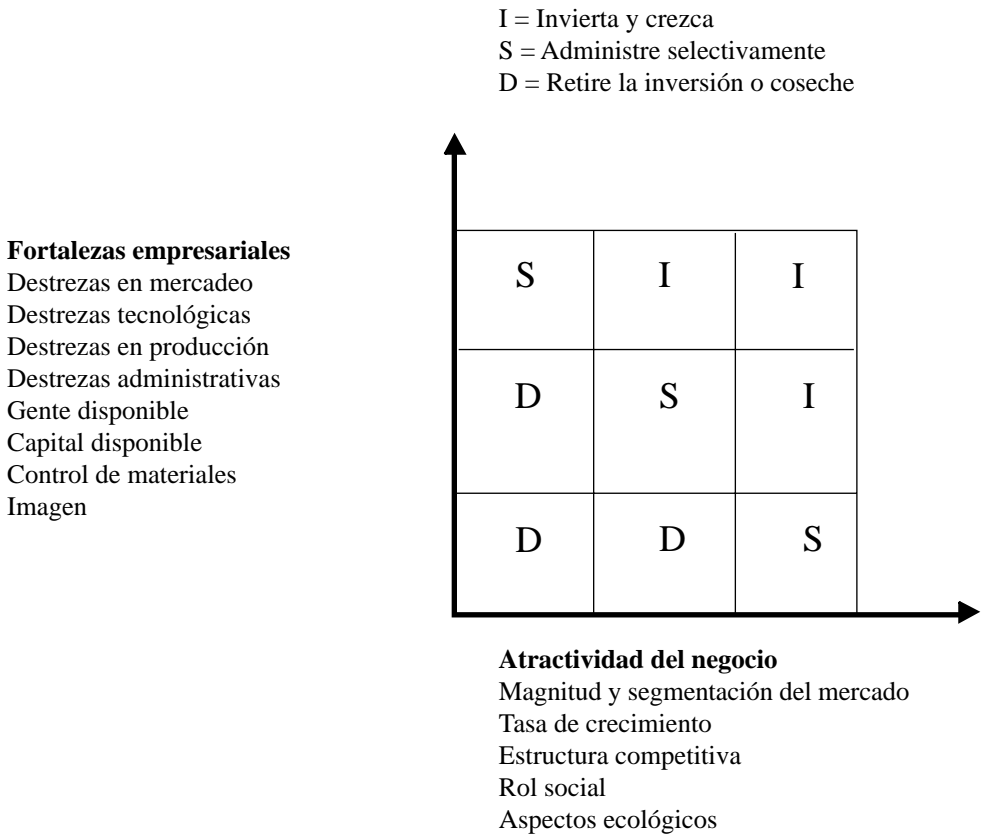 I = Invierta y crezca
S = Administre selectivamente
D = Retire la inversión o coseche
Fortalezas empresariales
Destrezas en mercadeo
Destrezas tecnológicas
Destrezas en producción
Destrezas administrativas
Gente disponible
Capital disponible
Control de materiales
Imagen
S I I
D S I
D D S
Atractividad del negocio
Magnitud y segmentación del mercado
Tasa de crecimiento
Estructura competitiva
Rol social
Aspectos ecológicos